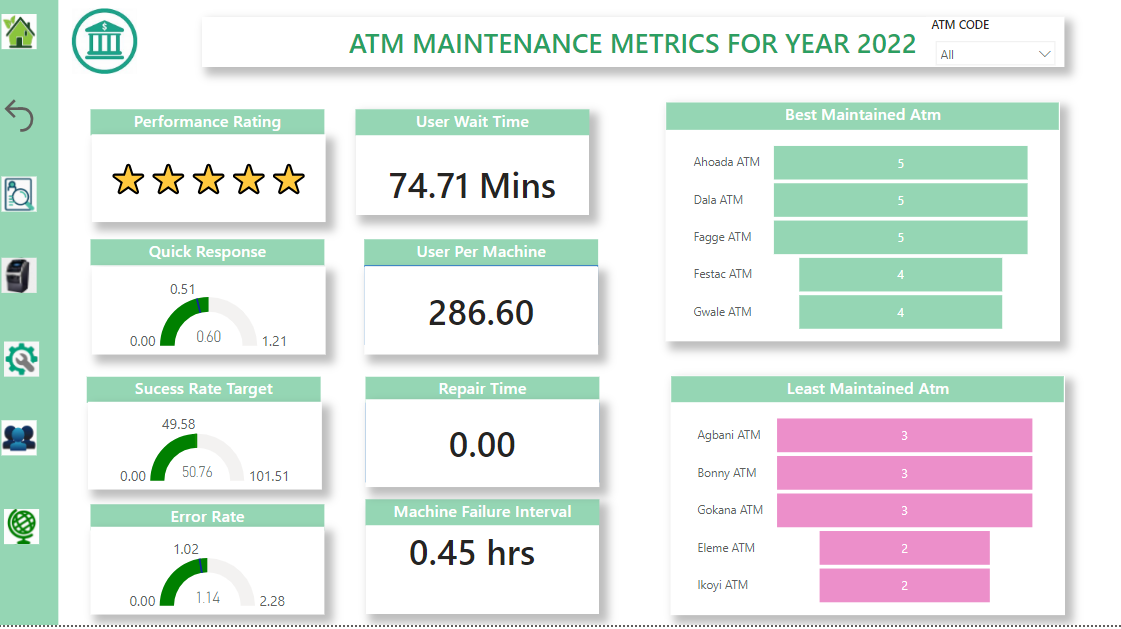 ATM MAINTENANCE METRICS FOR YEAR 2022
ATM CODE
All
Performance Rating
User Wait Time
74.71 Mins
Quick Response
0.51
0.60
0.00
1.21
User Per Machine
286.60
Sucess Rate Target
49.58
50.76
0.00
101.51
Repair Time
0.00
Error Rate
1.02
1.14
0.00
2.28
Machine Failure Interval
0.45 hrs
Best Maintained Atm
Ahoada ATM 5
Dala ATM 5
Fagge ATM 5
Festac ATM 4
Gwale ATM 4
Least Maintained Atm
Agbani ATM 3
Bonny ATM 3
Gokana ATM 3
Eleme ATM 2
Ikoyi ATM 2